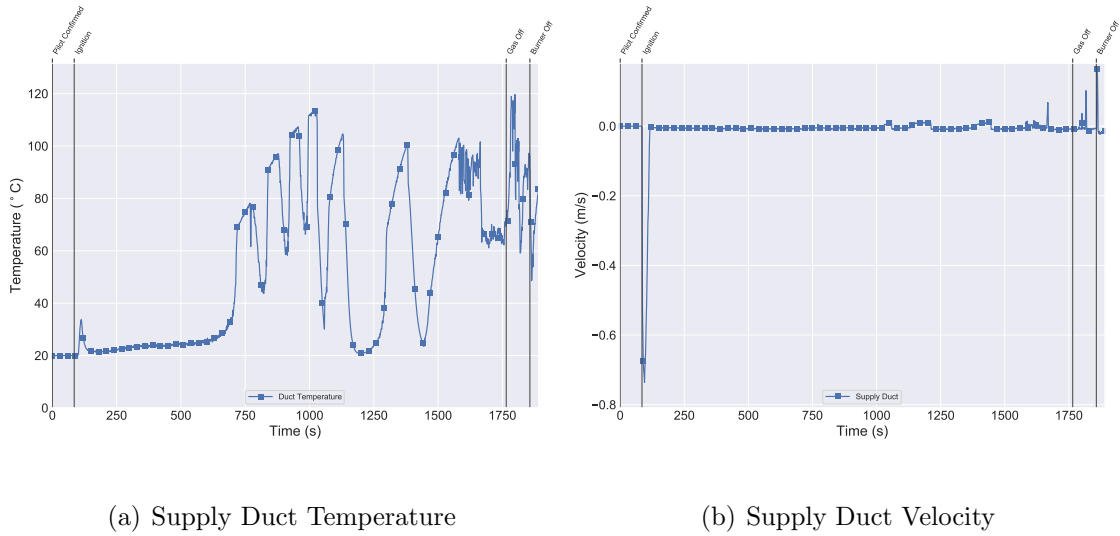 Pilot Confirmed
Ignition
Gas Off
Burner Off
120
100
80
60
40
20
0
Temperature (°C)
0 250 500 750 1000 1250 1500 1750
Time (s)
Duct Temperature
Pilot Confirmed
Ignition
Gas Off
Burner Off
0.0
−0.2
−0.4
−0.6
−0.8
Velocity (m/s)
0 250 500 750 1000 1250 1500 1750
Time (s)
Supply Duct
(a) Supply Duct Temperature
(b) Supply Duct Velocity